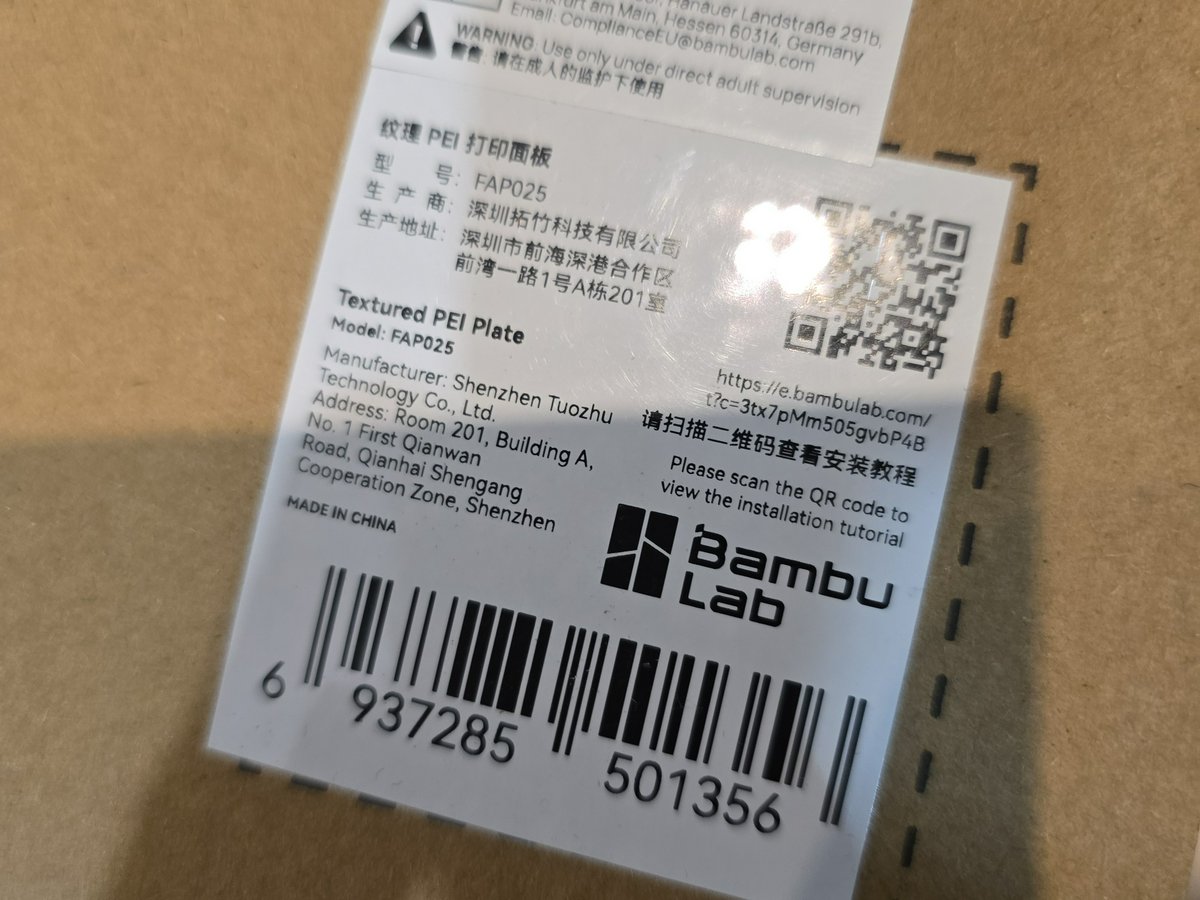 Hanauer Landstraße 291b,
am Main, Hessen 60314, Germany
Email: ComplianceEU@bambulab.com
WARNING: Use only under direct adult supervision
警告: 请在成人的监护下使用
纹理 PEI 打印面板
型 号: FAP025
生 产 商: 深圳拓竹科技有限公司
生产地址: 深圳市前海深港合作区
前湾一路1号A栋201室
Textured PEI Plate
Model: FAP025
Manufacturer: Shenzhen Tuozhu
Technology Co., Ltd.
Address: Room 201, Building A,
No. 1 First Qianwan
Road, Qianhai Shengang
Cooperation Zone, Shenzhen
MADE IN CHINA
https://e.bambulab.com/
t?c=3tx7pMm505gvbP4B
请扫描二维码查看安装教程
Please scan the QR code to
view the installation tutorial
Bambu
Lab
6 937285 501356